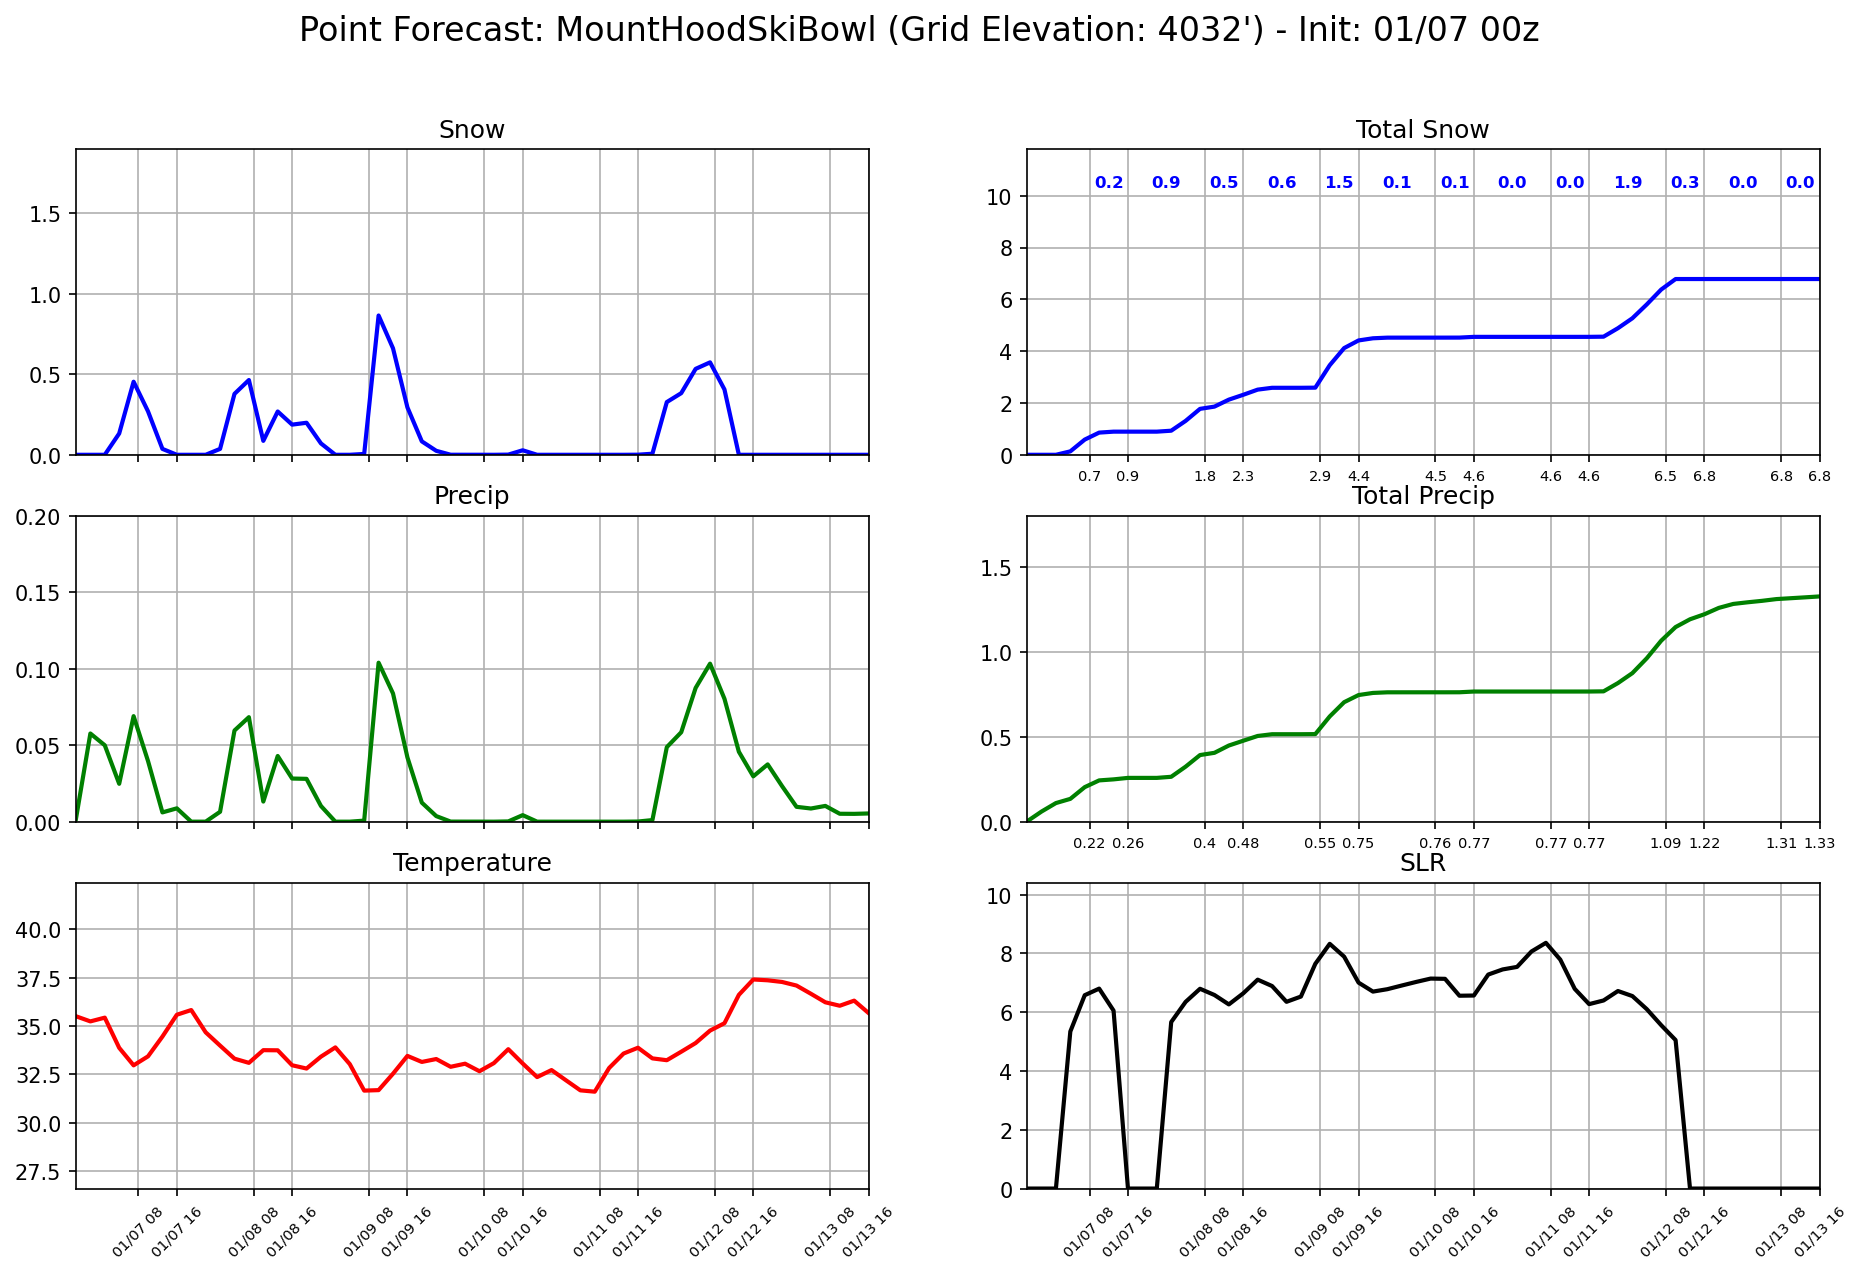 Point Forecast: MountHoodSkiBowl (Grid Elevation: 4032') - Init: 01/07 00z
Snow
1.5
1.0
0.5
0.0
Total Snow
0.2 0.9 0.5 0.6 1.5 0.1 0.1 0.0 0.0 1.9 0.3 0.0 0.0
10
8
6
4
2
0
0.7 0.9 1.8 2.3 2.9 4.4 4.5 4.6 4.6 4.6 6.5 6.8 6.8 6.8
Precip
0.20
0.15
0.10
0.05
0.00
Total Precip
1.5
1.0
0.5
0.0
0.22 0.26 0.4 0.48 0.55 0.75 0.76 0.77 0.77 0.77 1.09 1.22 1.31 1.33
Temperature
40.0
37.5
35.0
32.5
30.0
27.5
01/07 08 01/07 16 01/08 08 01/08 16 01/09 08 01/09 16 01/10 08 01/10 16 01/11 08 01/11 16 01/12 08 01/12 16 01/13 08 01/13 16
SLR
10
8
6
4
2
0
01/07 08 01/07 16 01/08 08 01/08 16 01/09 08 01/09 16 01/10 08 01/10 16 01/11 08 01/11 16 01/12 08 01/12 16 01/13 08 01/13 16